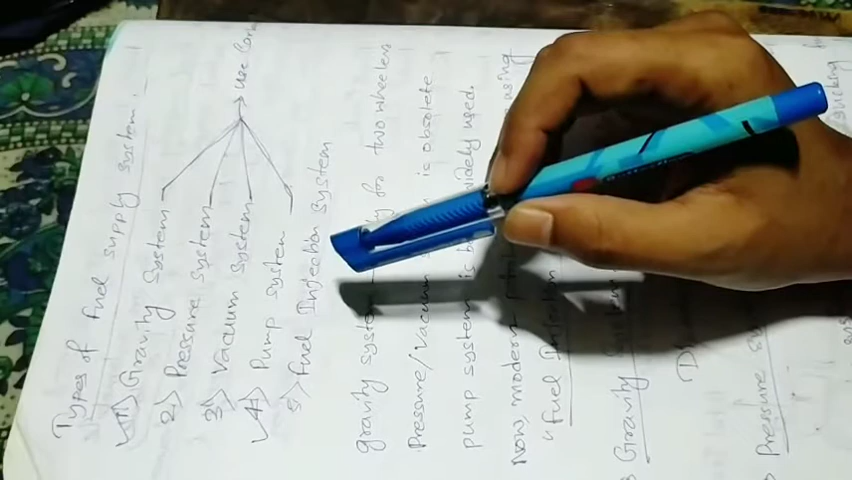 Types of fuel supply system.
1) Gravity System
2) Pressure System
3) Vacuum System
4) Pump System
5) Fuel Injection System
→ use
gravity system for two wheelers
Pressure/Vacuum is obsolete
pump system is widely used.
Now, modern using
"Fuel Injection
Gravity System
Pressure